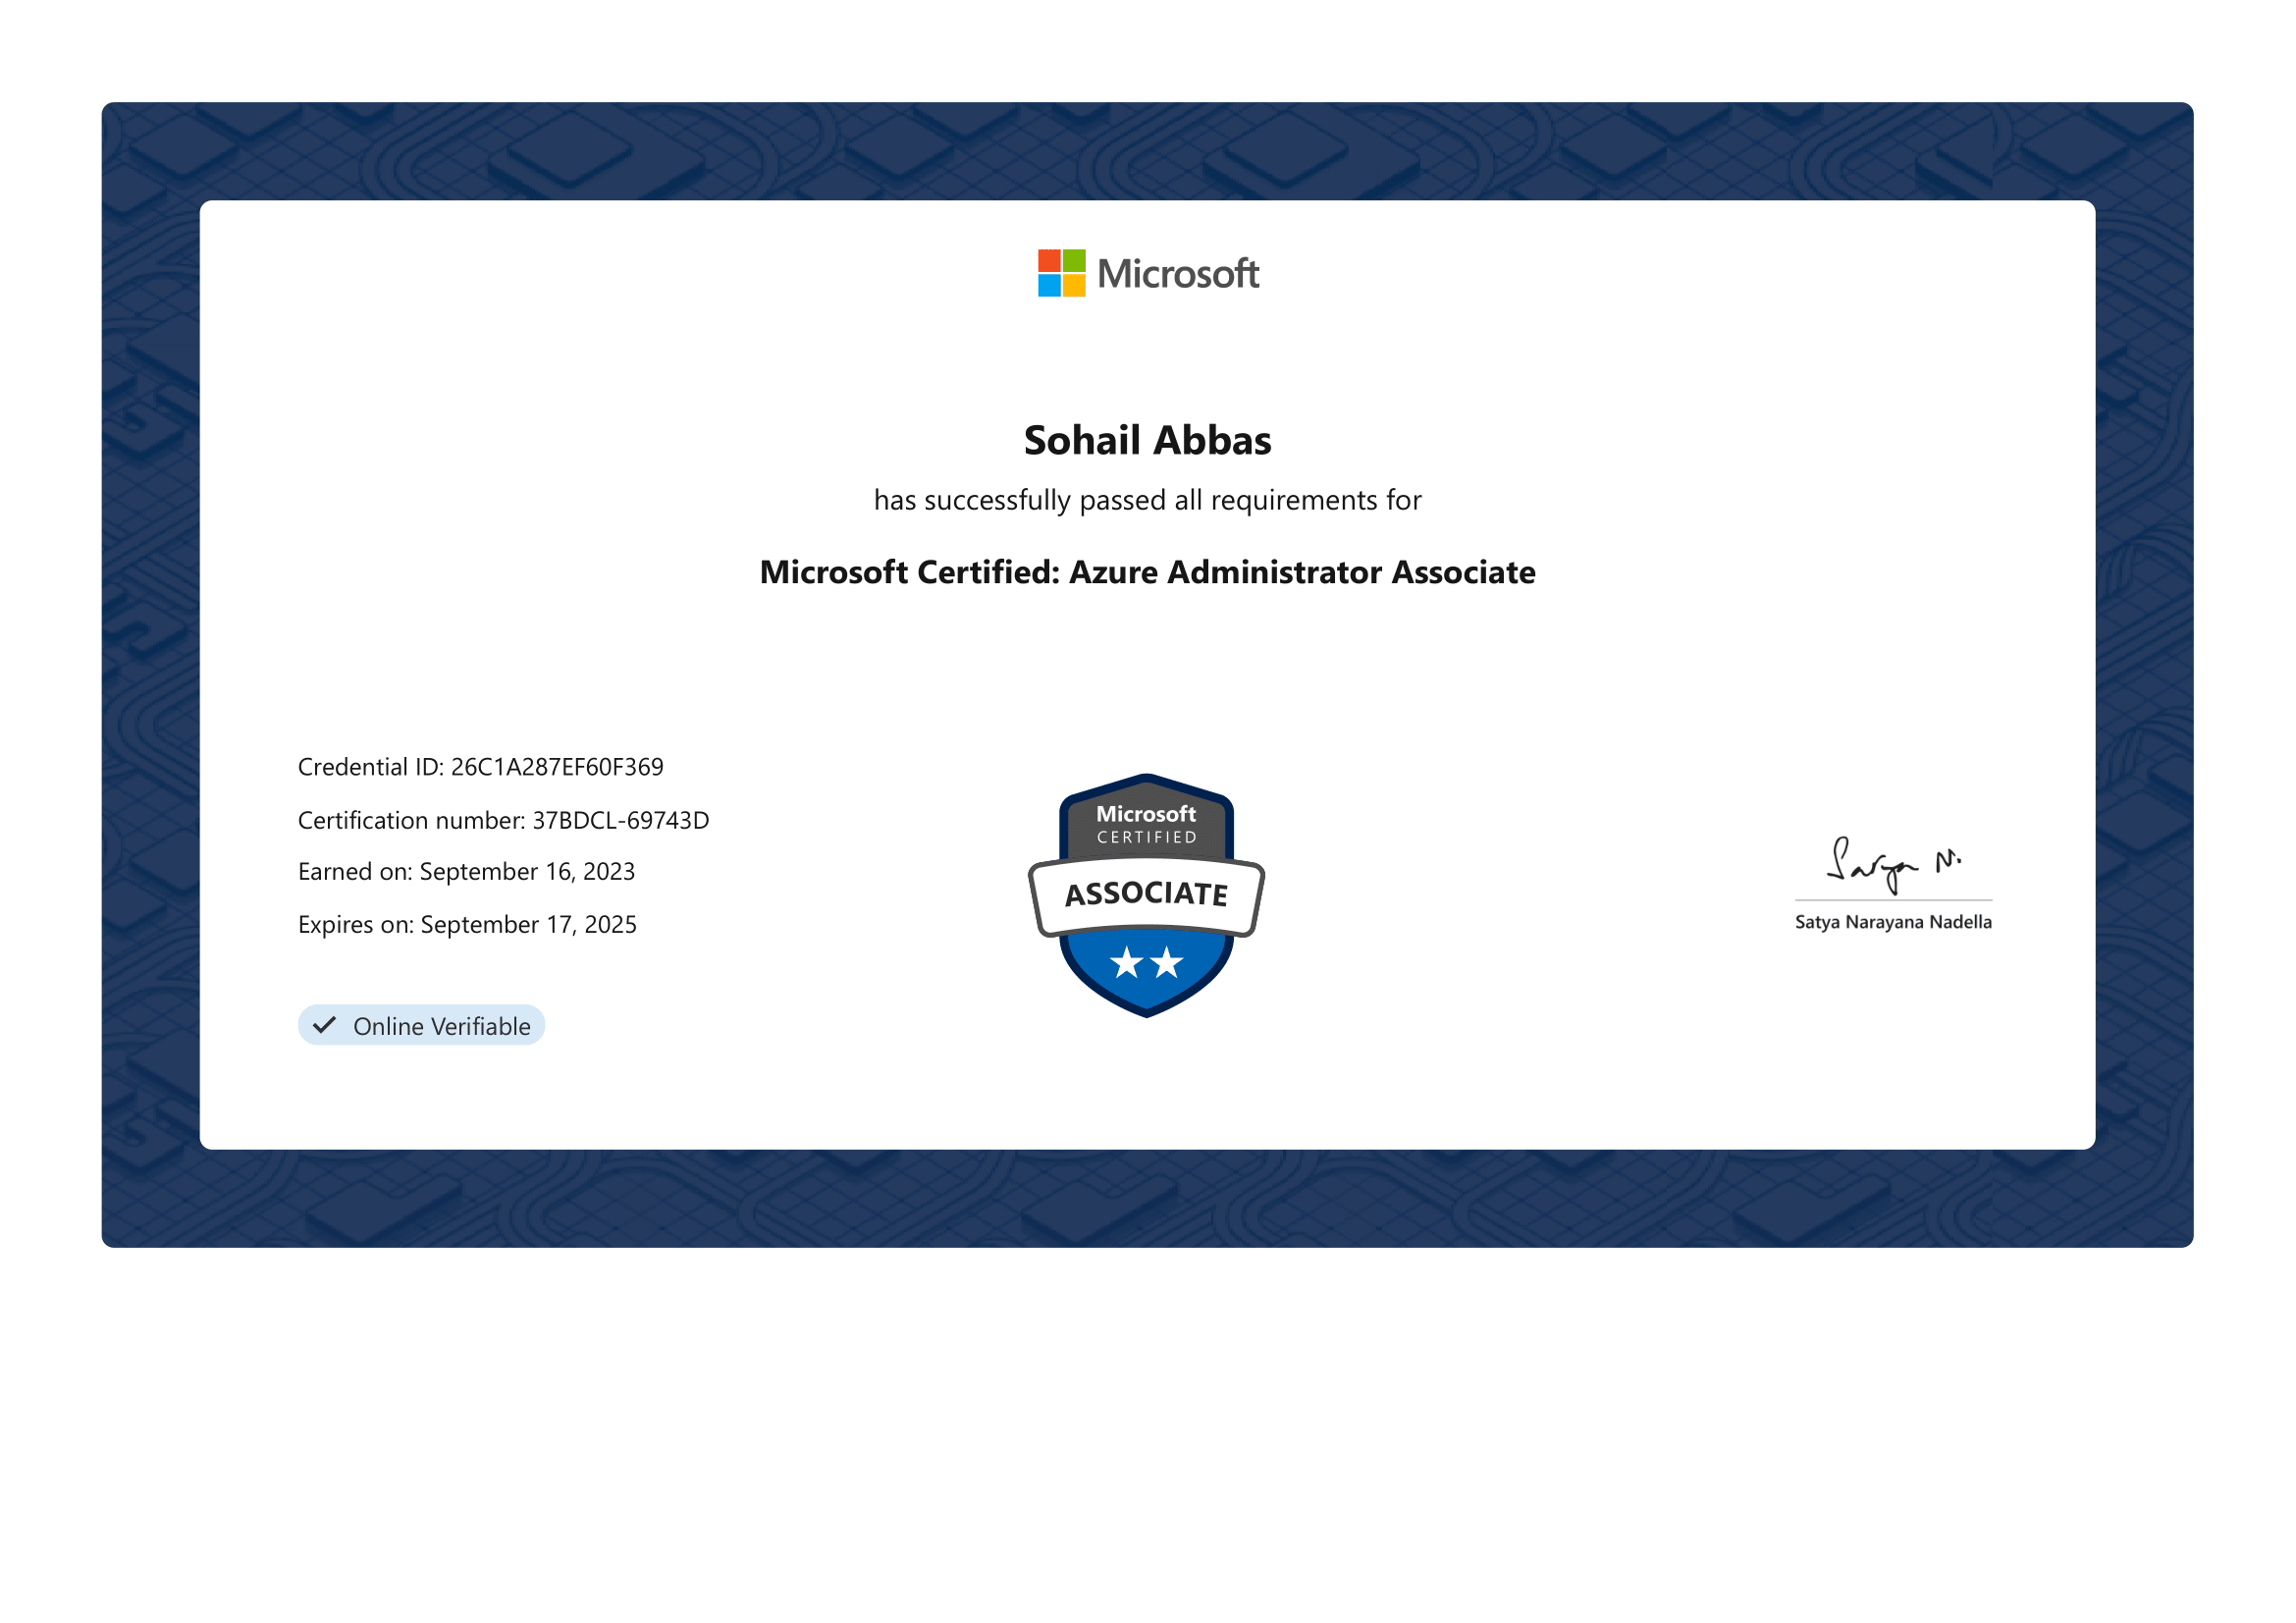 Microsoft
Sohail Abbas
has successfully passed all requirements for
Microsoft Certified: Azure Administrator Associate
Credential ID: 26C1A287EF60F369
Certification number: 37BDCL-69743D
Earned on: September 16, 2023
Expires on: September 17, 2025
Online Verifiable
Microsoft
CERTIFIED
ASSOCIATE
Satya N.
Satya Narayana Nadella